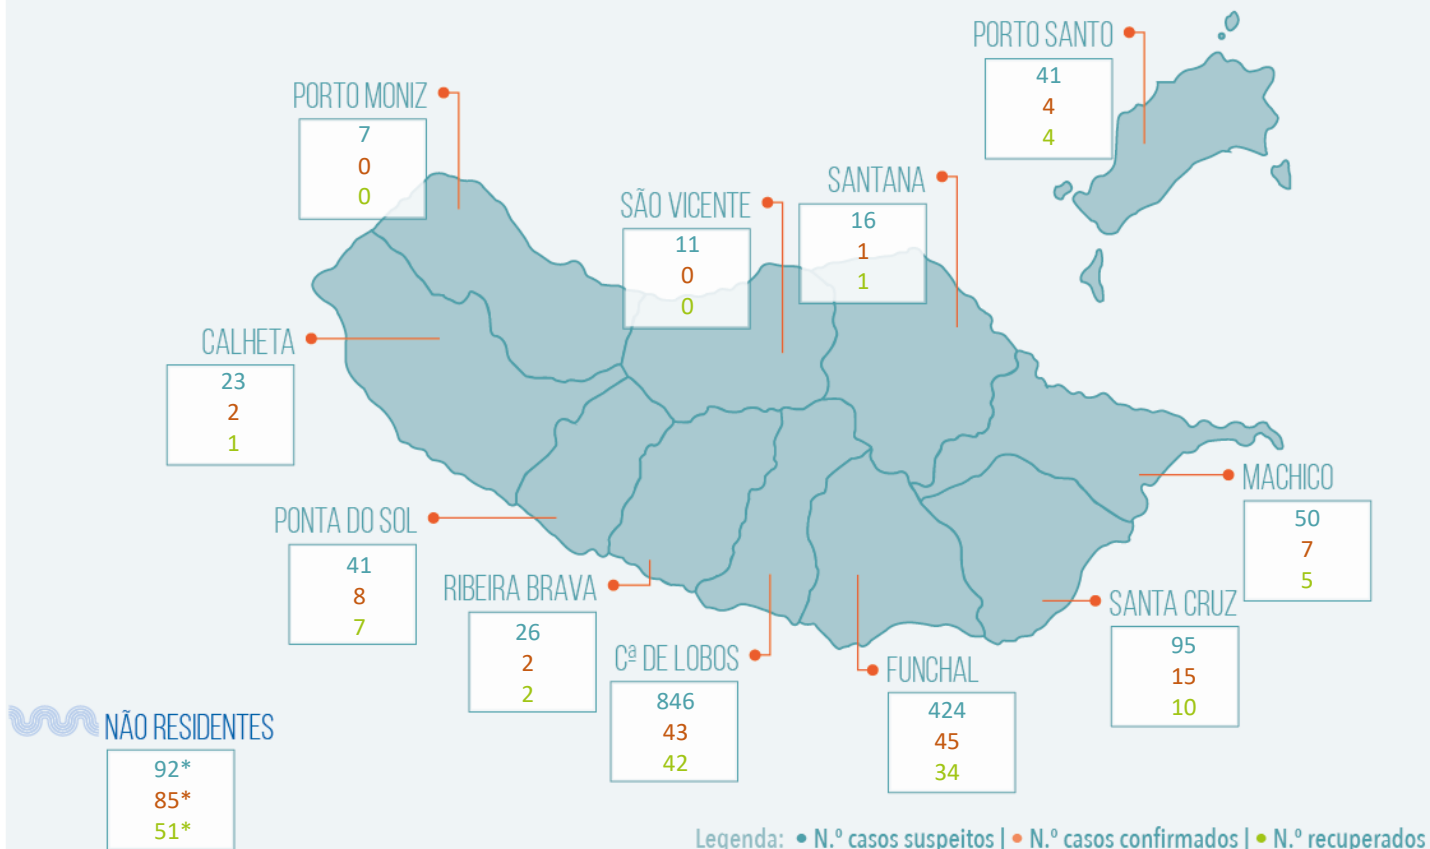 PORTO SANTO
41
4
4
PORTO MONIZ
7
0
0
SANTANA
16
1
1
SÃO VICENTE
11
0
0
CALHETA
23
2
1
MACHICO
50
7
5
PONTA DO SOL
41
8
7
RIBEIRA BRAVA
26
2
2
SANTA CRUZ
95
15
10
Cª DE LOBOS
846
43
42
FUNCHAL
424
45
34
NÃO RESIDENTES
92*
85*
51*
Legenda: • N.º casos suspeitos | • N.º casos confirmados | • N.º recuperados